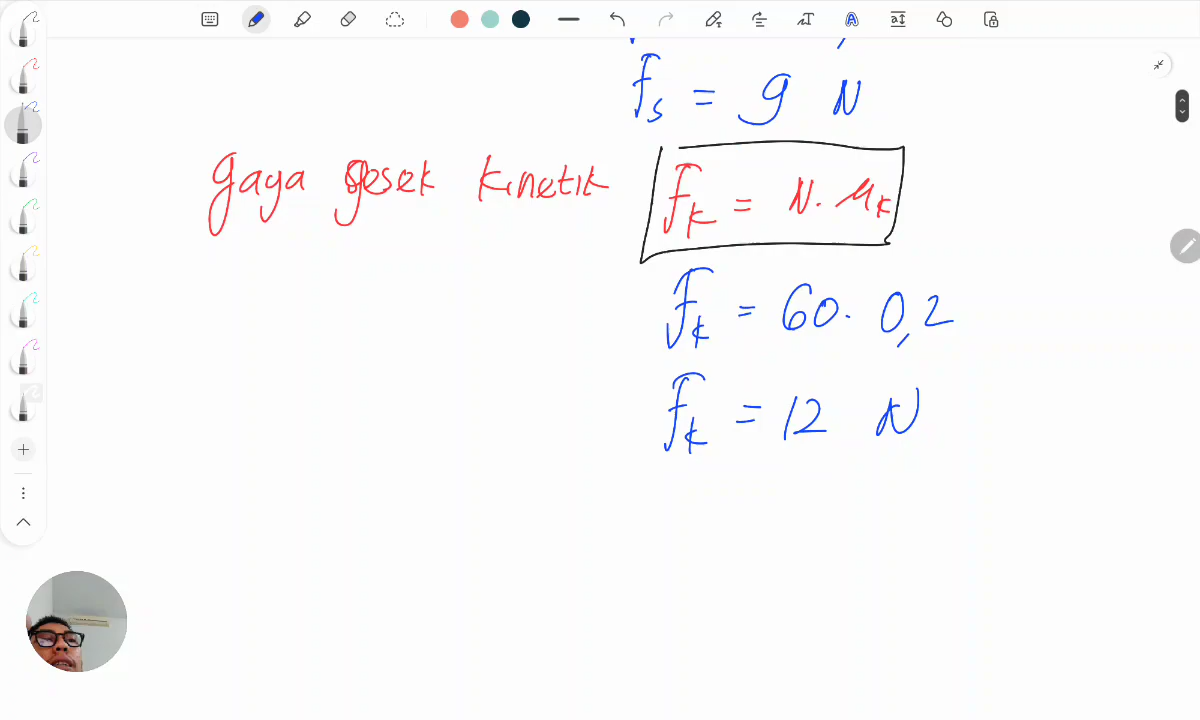 fs = 9 N
gaya gesek kinetik fk = N. μk
fk = 60. 0,2
fk = 12 N